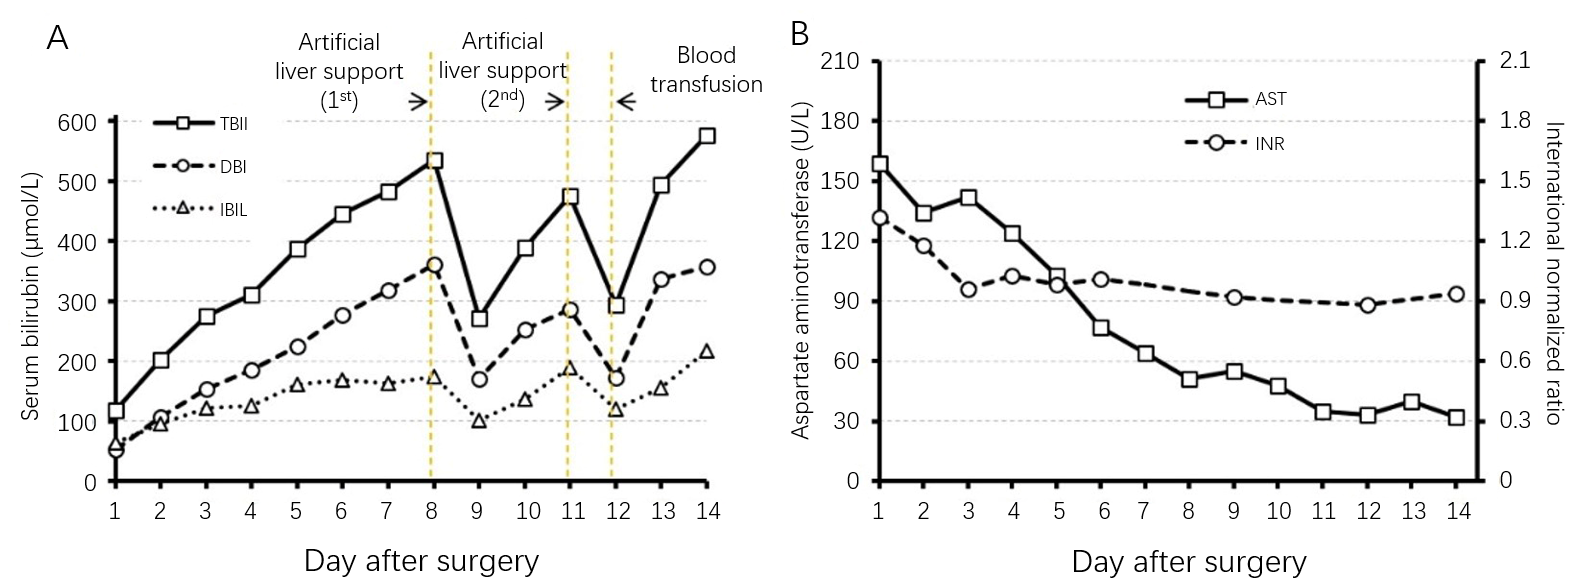 A
Artificial
liver support
(1st)
Artificial
liver support
(2nd)
Blood
transfusion
TBII
DBI
IBIL
600
500
400
300
200
100
0
Serum bilirubin (μmol/L)
1 2 3 4 5 6 7 8 9 10 11 12 13 14
Day after surgery
B
AST
INR
210
180
150
120
90
60
30
0
Aspartate aminotransferase (U/L)
2.1
1.8
1.5
1.2
0.9
0.6
0.3
0
International normalized ratio
1 2 3 4 5 6 7 8 9 10 11 12 13 14
Day after surgery